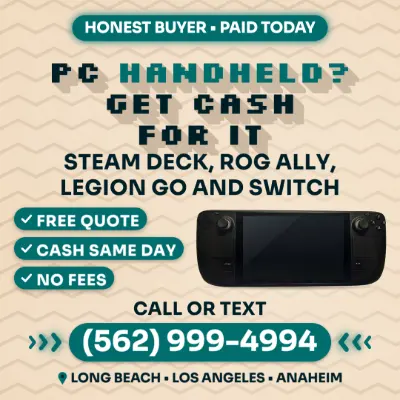 HONEST BUYER ▪ PAID TODAY
PC HANDHELD?
GET CASH
FOR IT
STEAM DECK, ROG ALLY,
LEGION GO AND SWITCH
✓ FREE QUOTE
✓ CASH SAME DAY
✓ NO FEES
CALL OR TEXT
››› (562) 999-4994 ‹‹‹
LONG BEACH ▪ LOS ANGELES ▪ ANAHEIM